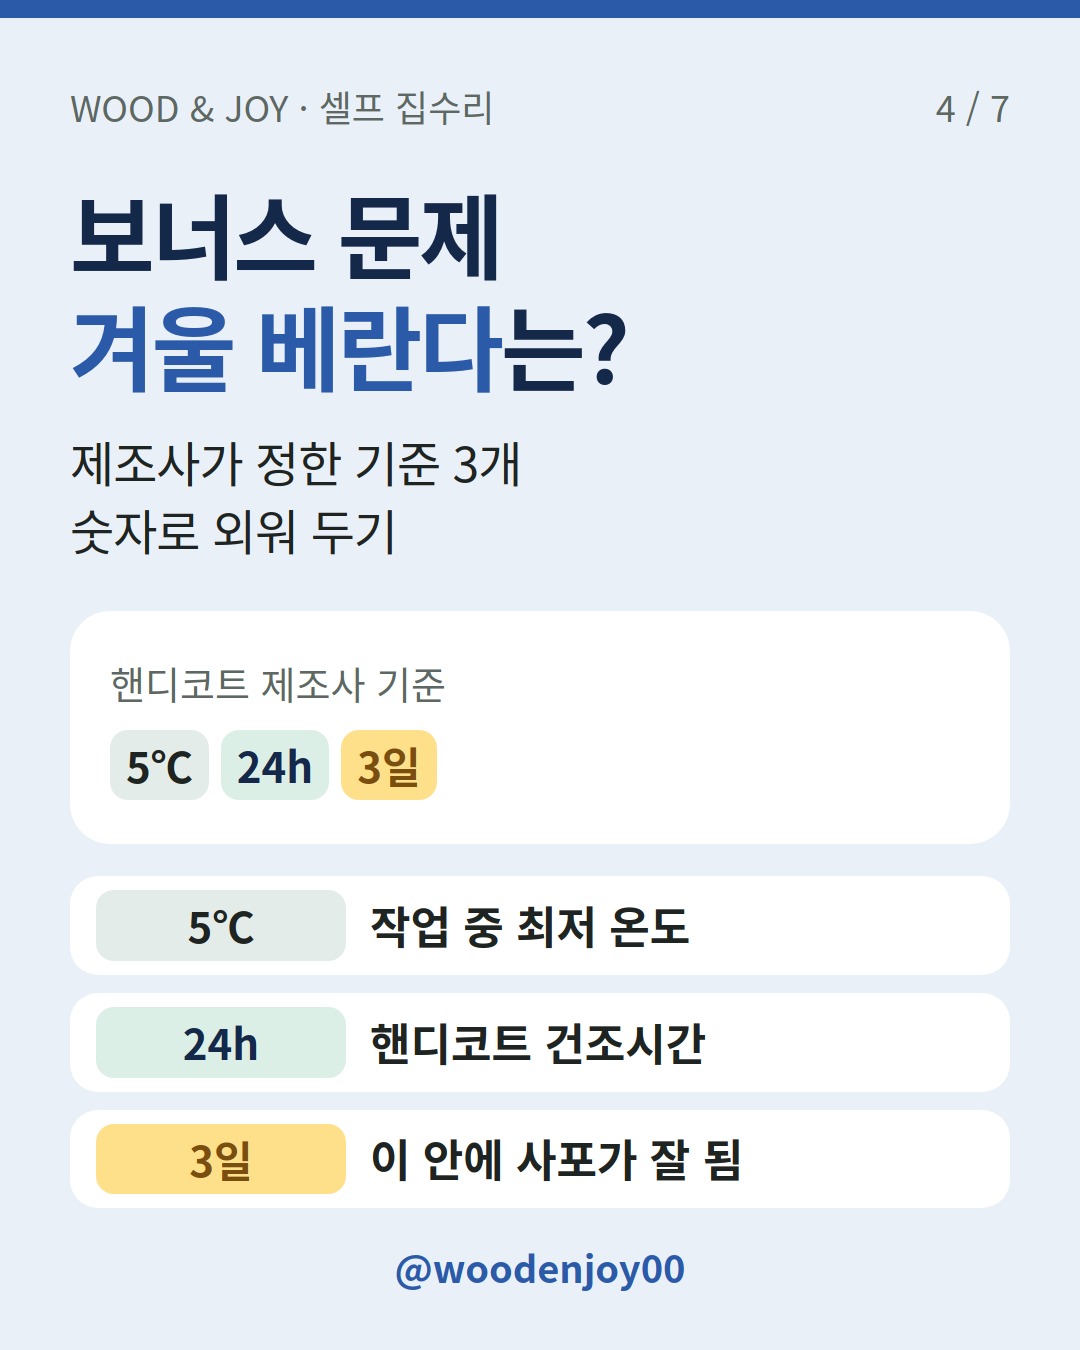 WOOD & JOY · 셀프 집수리
4 / 7
보너스 문제
겨울 베란다는?
제조사가 정한 기준 3개
숫자로 외워 두기
핸디코트 제조사 기준
5℃ 24h 3일
5℃ 작업 중 최저 온도
24h 핸디코트 건조시간
3일 이 안에 사포가 잘 됨
@woodenjoy00